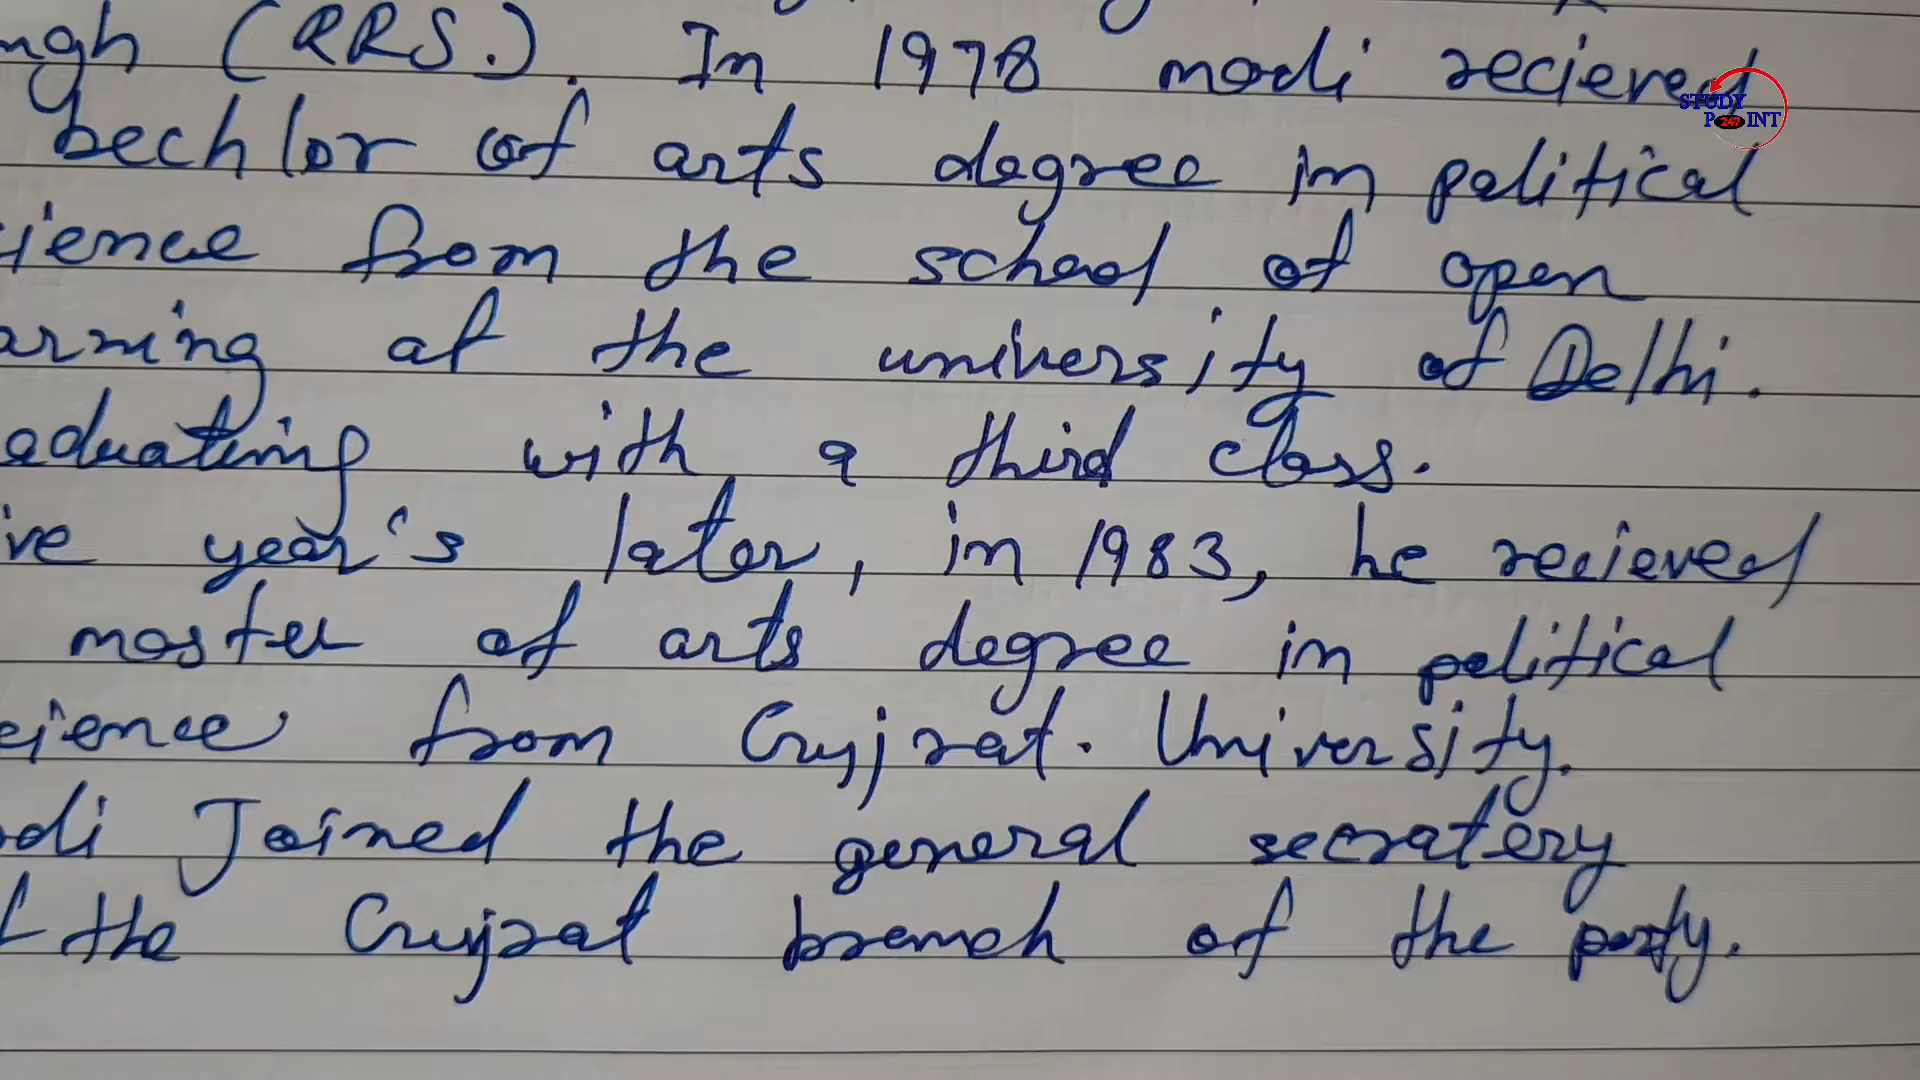 ngh (RRS.). In 1978 modi recieved
bechlor of arts degree in political
ience from the school of open
arning at the university of Delhi.
aduating with a third class.
ive year's later, in 1983, he recieved
master of arts degree in political
cience from Gujrat. University.
odi Joined the general secratery
the Gujrat branch of the party.
STUDY
P247INT